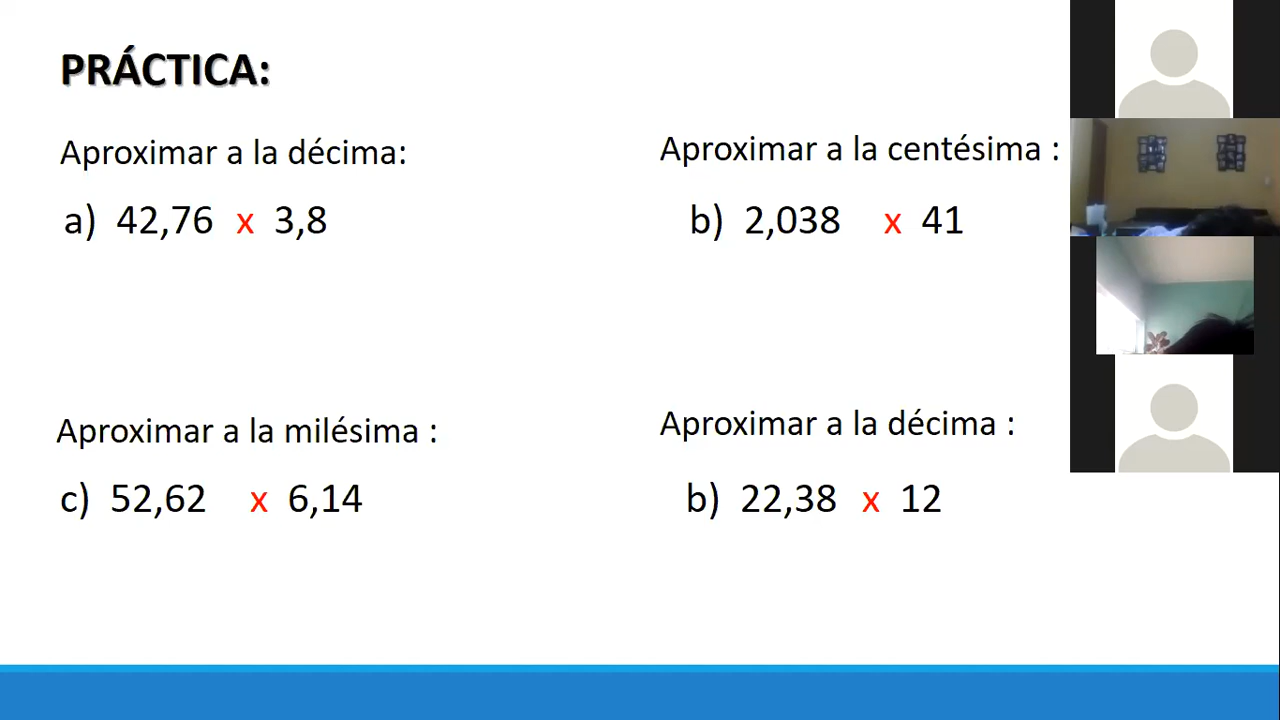 PRÁCTICA:
Aproximar a la décima:
a) 42,76 x 3,8
Aproximar a la centésima :
b) 2,038 x 41
Aproximar a la milésima :
c) 52,62 x 6,14
Aproximar a la décima :
b) 22,38 x 12